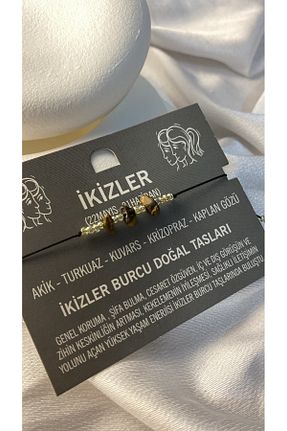 İKİZLER
(22 MAYIS - 21 HAZİRAN)
AKİK - TURKUAZ - KUVARS - KRİZOPRAZ - KAPLAN GÖZÜ
İKİZLER BURCU DOĞAL TAŞLARI
GENEL KORUMA , ŞİFA BULMA, CESARET ÖZGÜVEN, İÇ VE DIŞ GÖRÜŞÜN VE
ZİHİN KESKİNLİĞİN ARTMASI, KEKELEMENİN İYİLEŞMESİ, SAĞLIKLI İLETİŞİMİN
YOLUNU AÇAN YÜKSEK YAŞAM ENERJİSİ İKİZLER BURCU TAŞLARINDA BULUŞTU